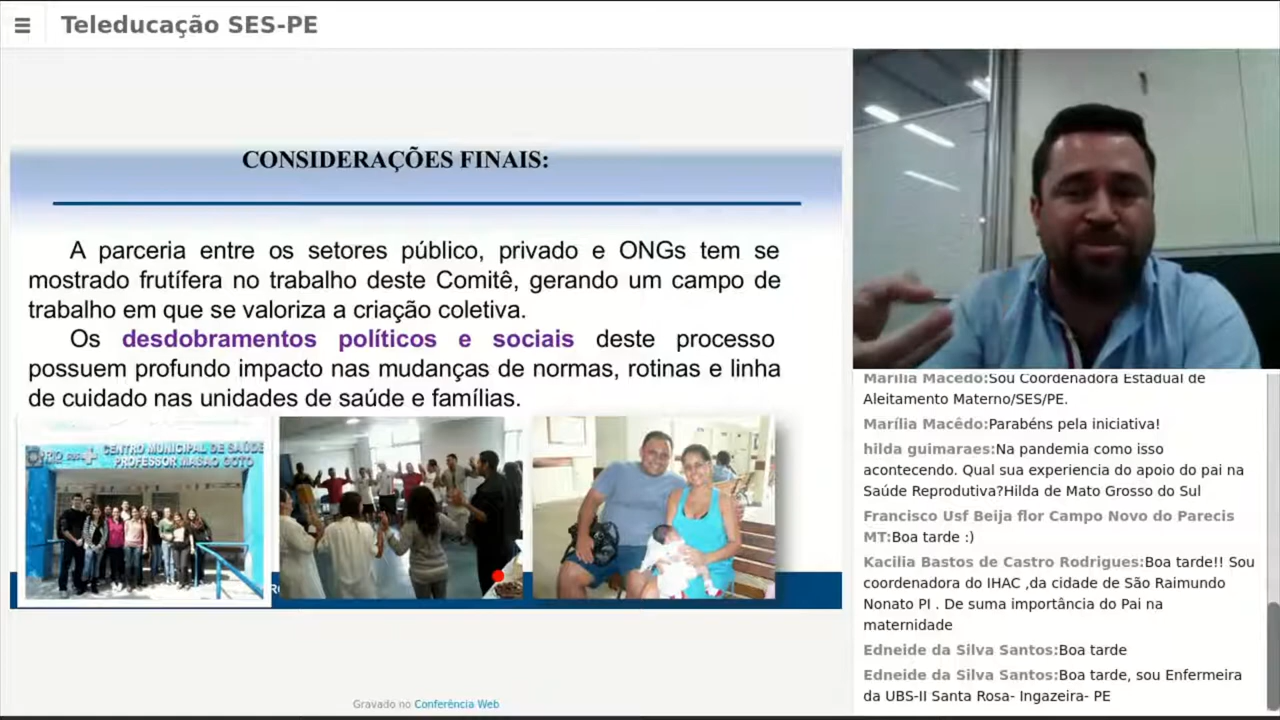 Teleducação SES-PE
CONSIDERAÇÕES FINAIS:
A parceria entre os setores público, privado e ONGs tem se
mostrado frutífera no trabalho deste Comitê, gerando um campo de
trabalho em que se valoriza a criação coletiva.
Os desdobramentos políticos e sociais deste processo
possuem profundo impacto nas mudanças de normas, rotinas e linha
de cuidado nas unidades de saúde e famílias.
CENTRO MUNICIPAL DE SAÚDE
PROFESSOR MASAO GOTO
Gravado no Conferência Web
Marília Macêdo:Sou Coordenadora Estadual de
Aleitamento Materno/SES/PE.
Marília Macêdo:Parabéns pela iniciativa!
hilda guimaraes:Na pandemia como isso
acontecendo. Qual sua experiencia do apoio do pai na
Saúde Reprodutiva?Hilda de Mato Grosso do Sul
Francisco Usf Beija flor Campo Novo do Parecis
MT:Boa tarde :)
Kacilia Bastos de Castro Rodrigues:Boa tarde!! Sou
coordenadora do IHAC ,da cidade de São Raimundo
Nonato PI . De suma importância do Pai na
maternidade
Edneide da Silva Santos:Boa tarde
Edneide da Silva Santos:Boa tarde, sou Enfermeira
da UBS-II Santa Rosa- Ingazeira- PE